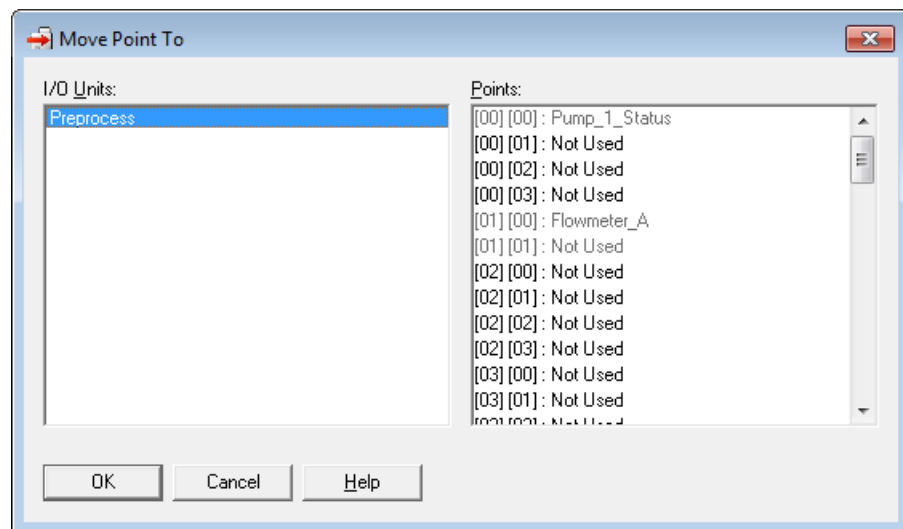 Move Point To
I/O Units:
Preprocess
Points:
[00] [00] : Pump_1_Status
[00] [01] : Not Used
[00] [02] : Not Used
[00] [03] : Not Used
[01] [00] : Flowmeter_A
[01] [01] : Not Used
[02] [00] : Not Used
[02] [01] : Not Used
[02] [02] : Not Used
[02] [03] : Not Used
[03] [00] : Not Used
[03] [01] : Not Used
OK
Cancel
Help